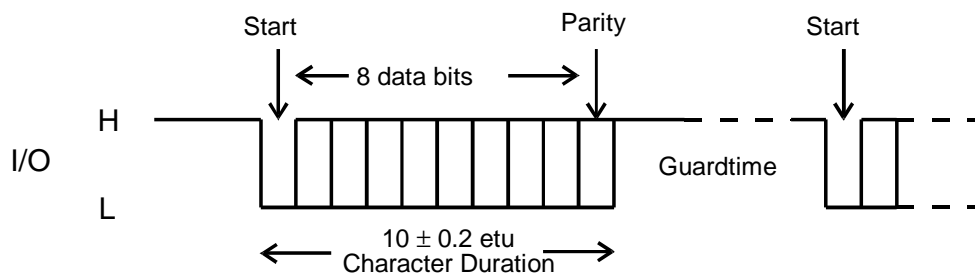 Start
Parity
Start
8 data bits
H
I/O
Guardtime
L
10 ± 0.2 etu
Character Duration